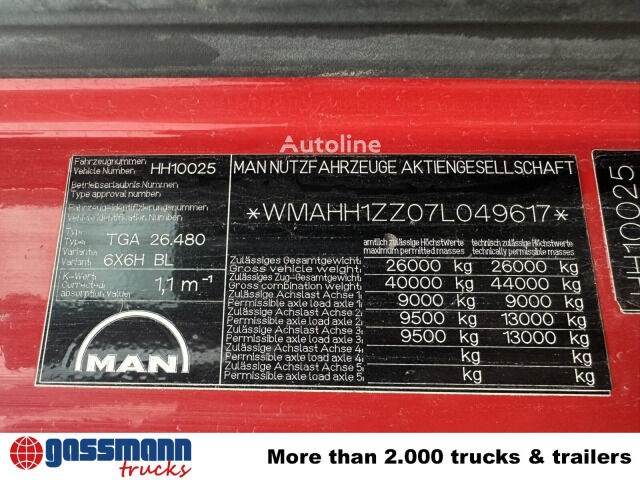 Autoline
Fahrzeugnummer
Vehicle Number HH10025
Betriebserlaubnis Nummer
Type approval number
Fahrzeugidentifizierungsnummer
Vehicle Identification Number
Typ
Type TGA 26.480
Variante
Variant 6X6H BL
K-Wert
Corrected
absorption value 1,1 m⁻¹
MAN
MAN NUTZFAHRZEUGE AKTIENGESELLSCHAFT
*WMAHH1ZZ07L049617*
amtlich zulässige Höchstwerte technisch zulässige Höchstwerte
maximum permitted masses technically permissible masses
Zulässiges Gesamtgewicht
Gross vehicle weight 26000 kg 26000 kg
Zulässiges Zug-Gesamtgewicht
Gross combination weight 40000 kg 44000 kg
Zulässige Achslast Achse 1:
Permissible axle load axle 1: 9000 kg 9000 kg
Zulässige Achslast Achse 2:
Permissible axle load axle 2: 9500 kg 13000 kg
Zulässige Achslast Achse 3:
Permissible axle load axle 3: 9500 kg 13000 kg
Zulässige Achslast Achse 4:
Permissible axle load axle 4: kg kg
Zulässige Achslast Achse 5:
Permissible axle load axle 5: kg kg
HH10025
gassmann
trucks
More than 2.000 trucks & trailers